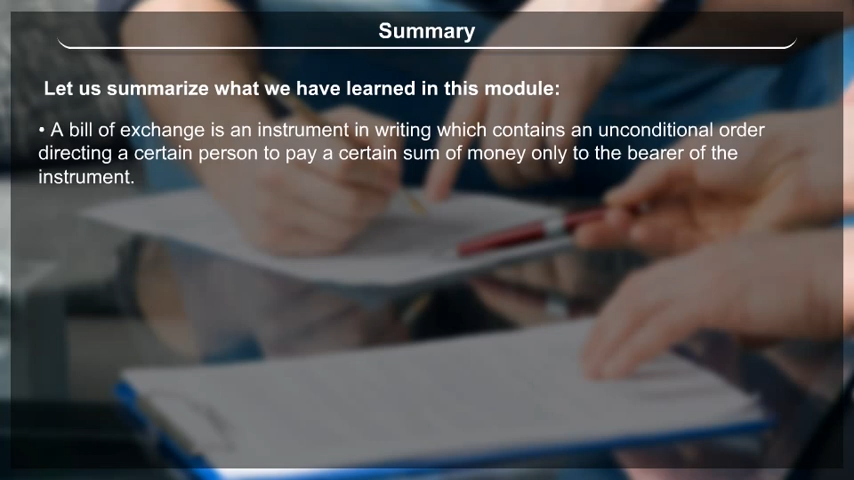 Summary
Let us summarize what we have learned in this module:
• A bill of exchange is an instrument in writing which contains an unconditional order
directing a certain person to pay a certain sum of money only to the bearer of the
instrument.